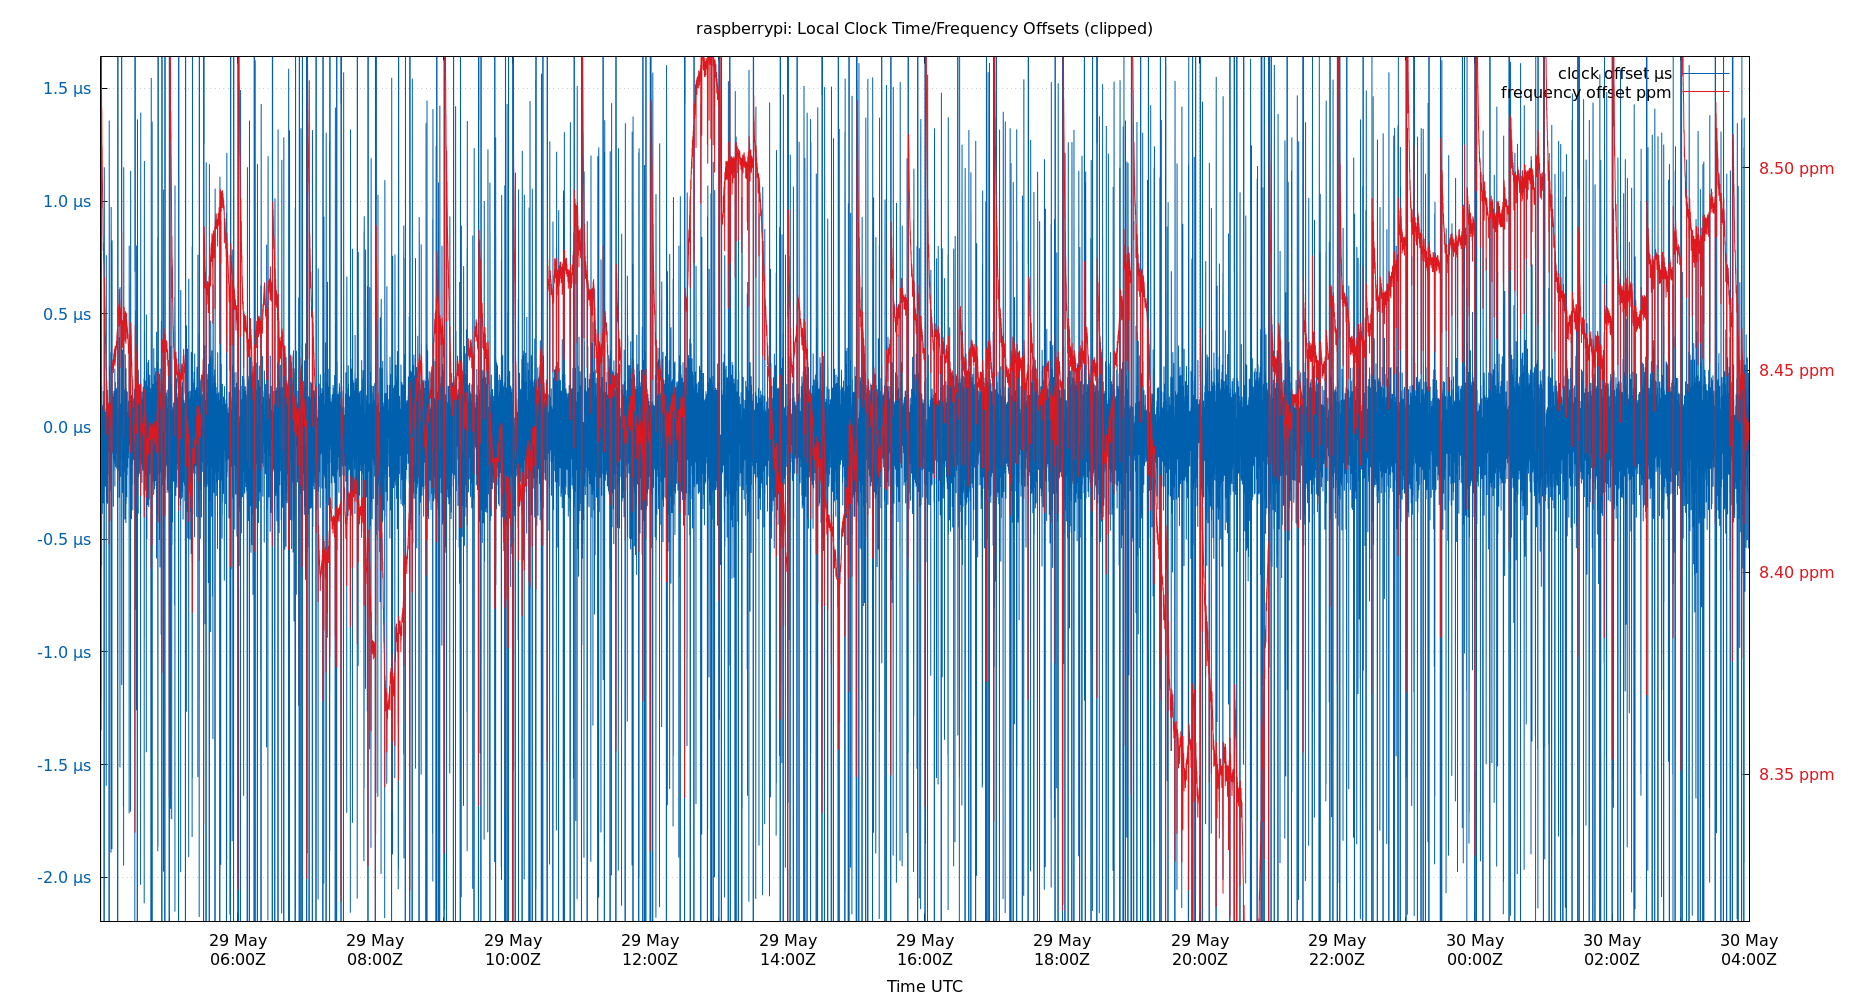 raspberrypi: Local Clock Time/Frequency Offsets (clipped)
clock offset µs
frequency offset ppm
1.5 µs
1.0 µs
0.5 µs
0.0 µs
-0.5 µs
-1.0 µs
-1.5 µs
-2.0 µs
8.50 ppm
8.45 ppm
8.40 ppm
8.35 ppm
29 May 29 May 29 May 29 May 29 May 29 May 29 May 29 May 29 May 30 May 30 May 30 May
06:00Z 08:00Z 10:00Z 12:00Z 14:00Z 16:00Z 18:00Z 20:00Z 22:00Z 00:00Z 02:00Z 04:00Z
Time UTC